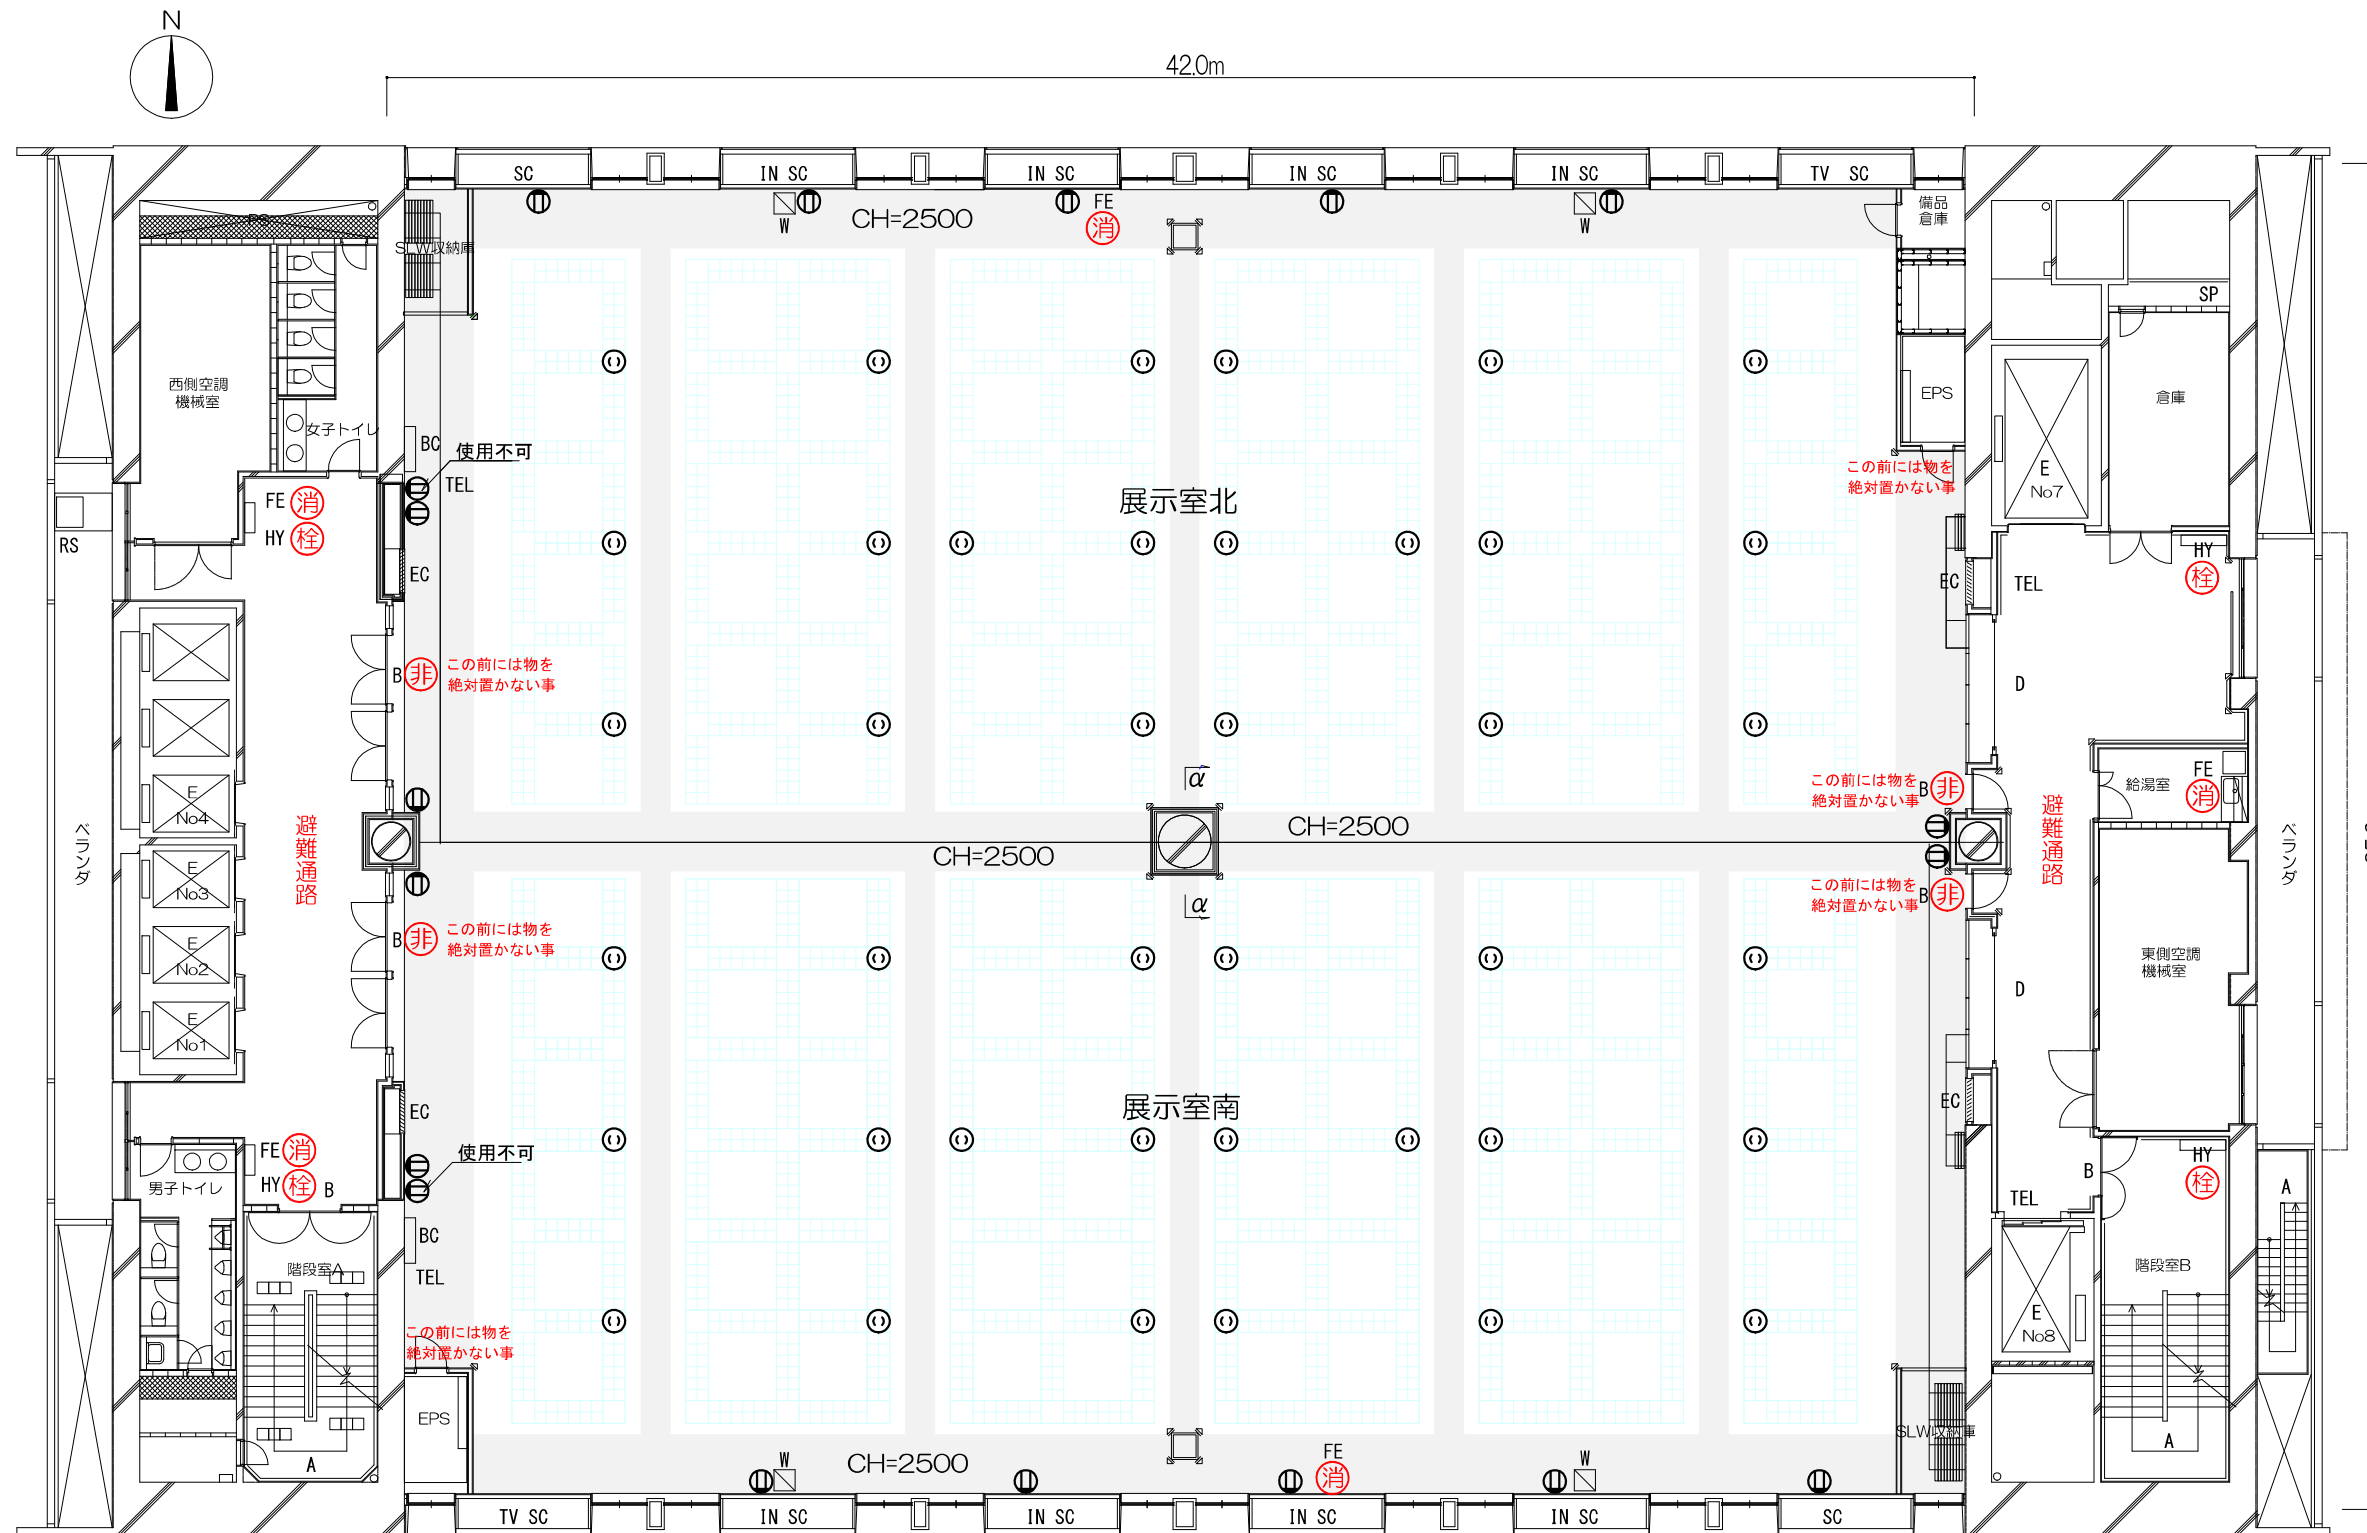 N
42.0m
SC
IN SC
IN SC
IN SC
IN SC
TV SC
PS
SLW収納庫
W
CH=2500
FE
消
W
備品
倉庫
SP
西側空調
機械室
女子トイレ
EPS
倉庫
BC
使用不可
TEL
この前には物を
絶対置かない事
E
No7
展示室北
FE 消
HY 栓
RS
EC
EC
TEL
HY
栓
B 非
この前には物を
絶対置かない事
D
α
この前には物を
絶対置かない事
B 非
給湯室
FE
消
E
No4
避難通路
ベランダ
CH=2500
CH=2500
避難通路
ベランダ
E
No3
α
この前には物を
絶対置かない事
B 非
B 非
この前には物を
絶対置かない事
E
No2
東側空調
機械室
D
E
No1
EC
展示室南
EC
FE 消
HY 栓
B
使用不可
男子トイレ
HY
栓
B
TEL
A
BC
TEL
階段室A
階段室B
E
No8
この前には物を
絶対置かない事
EPS
SLW収納庫
A
A
W
CH=2500
FE
消
W
TV SC
IN SC
IN SC
IN SC
IN SC
SC